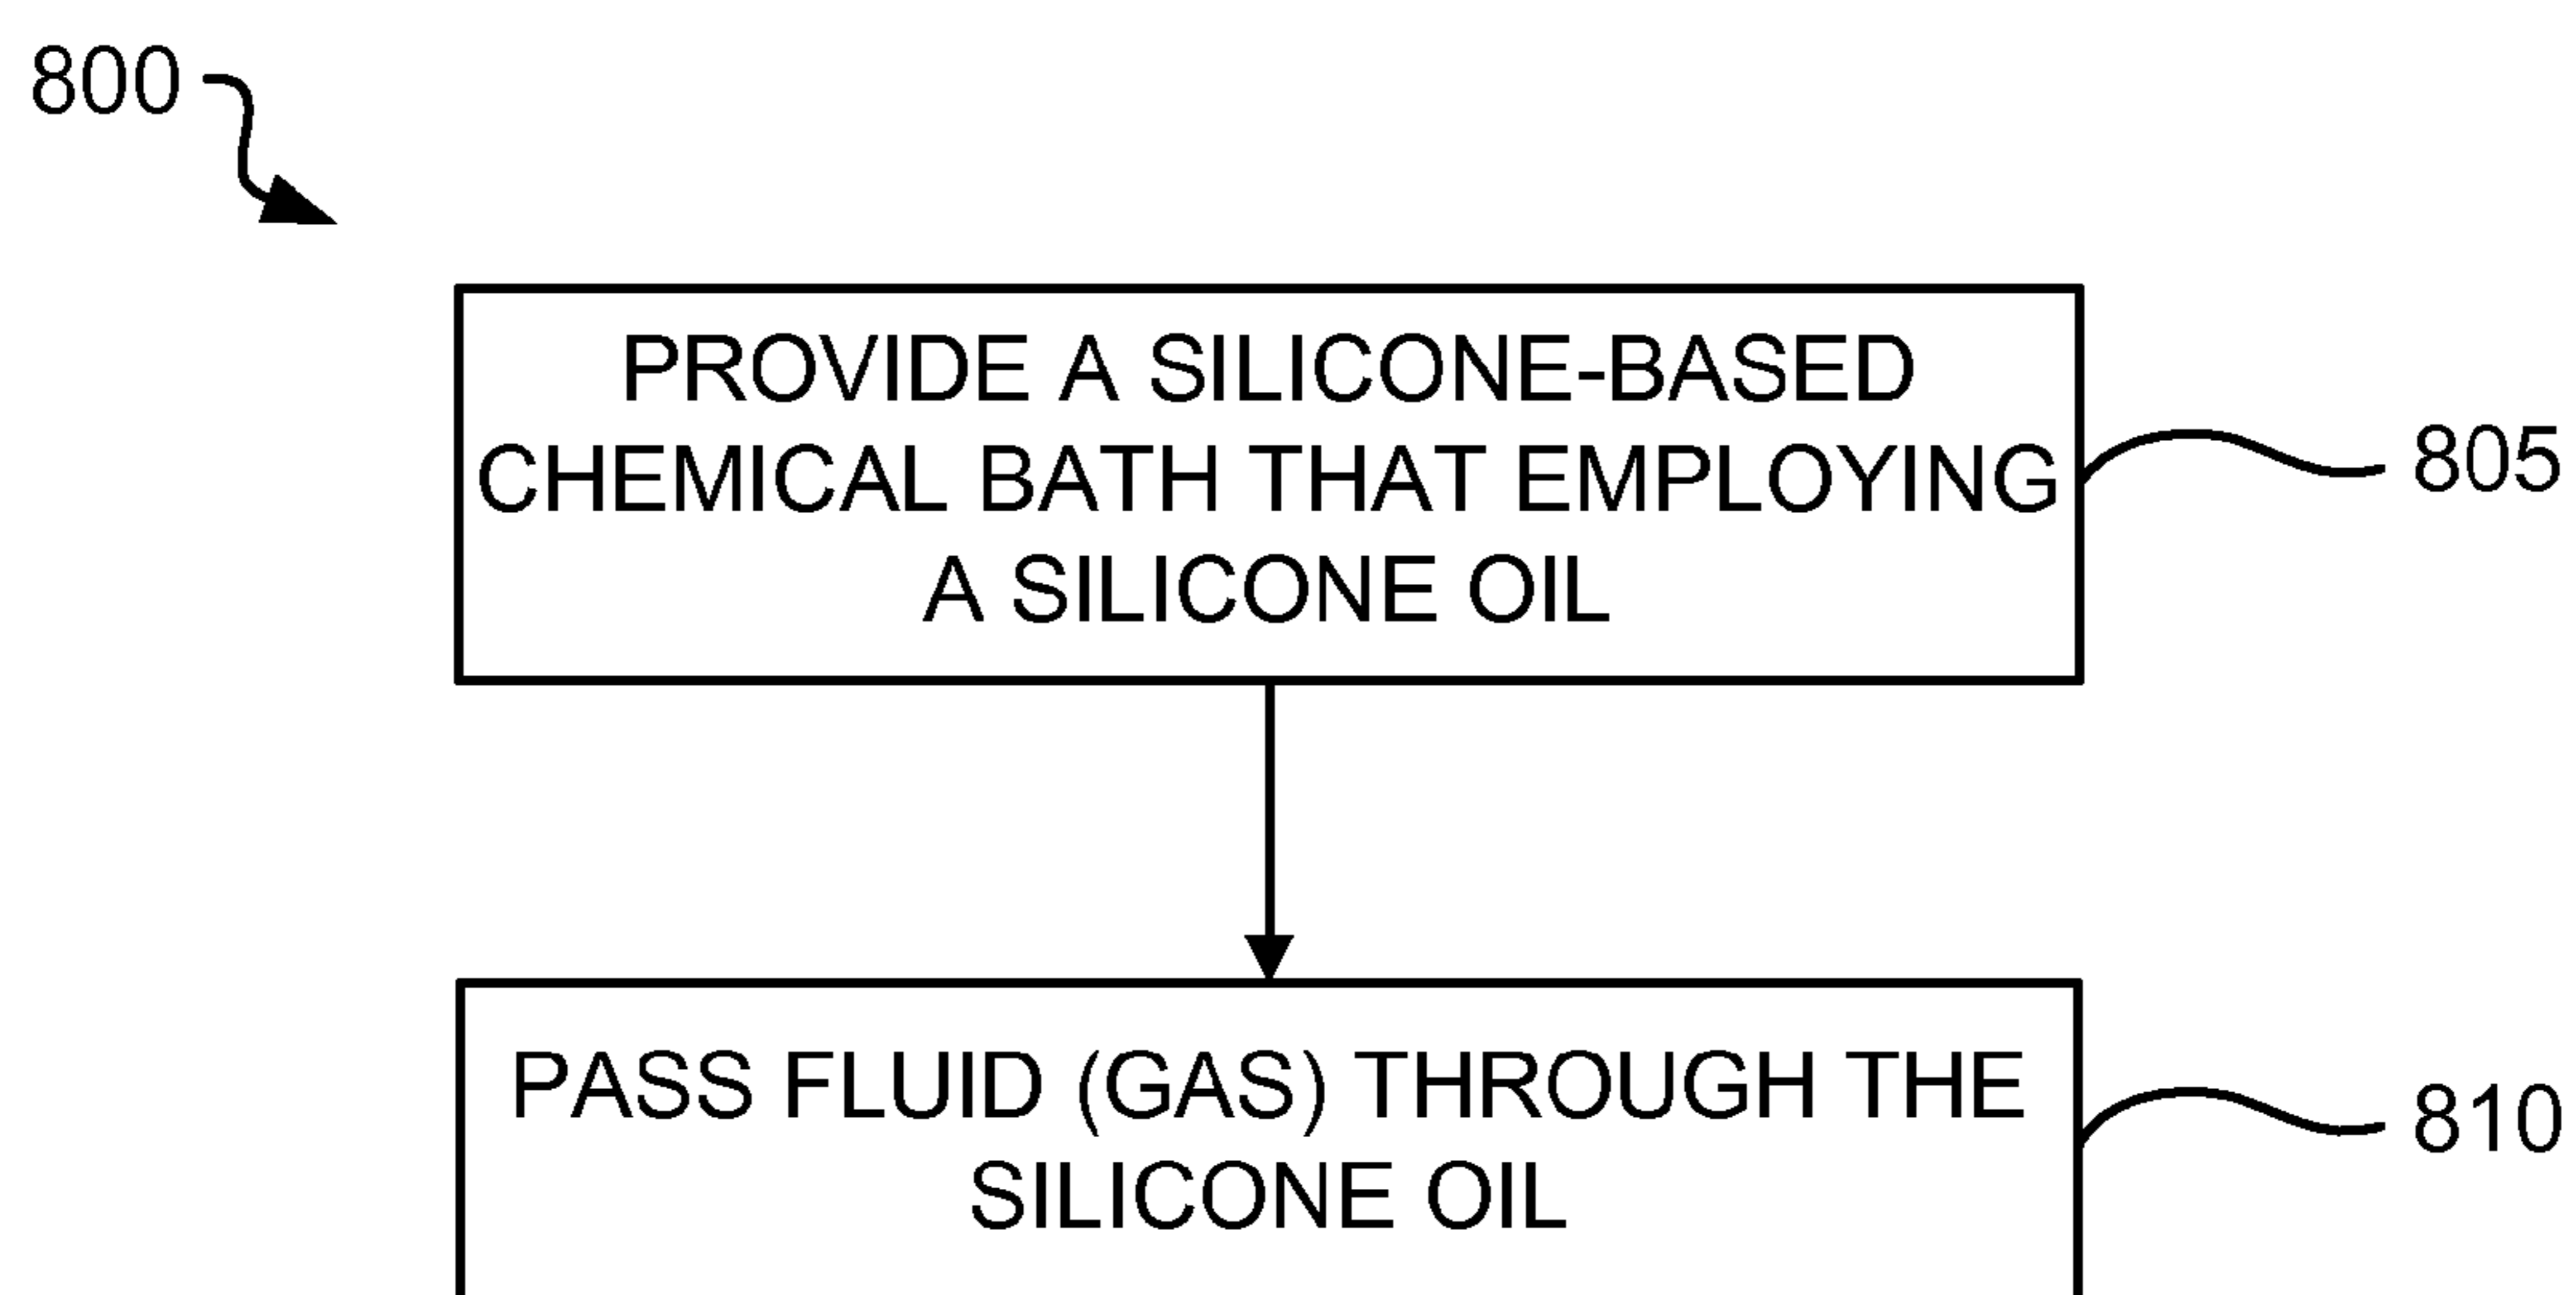 800
PROVIDE A SILICONE-BASED
CHEMICAL BATH THAT EMPLOYING
A SILICONE OIL
805
PASS FLUID (GAS) THROUGH THE
SILICONE OIL
810